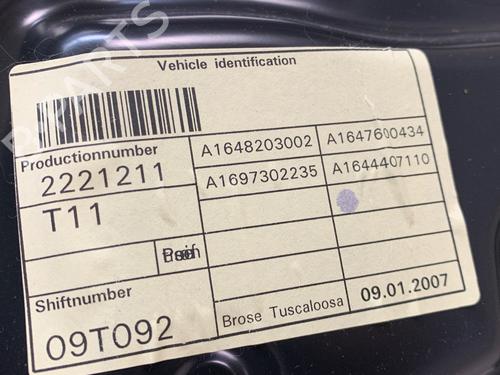 Vehicle identification
Productionnumber
2221211
T11
A1648203002 A1647600434
A1697302235 A1644407110
Shiftnumber
09T092
Brose Tuscaloosa 09.01.2007